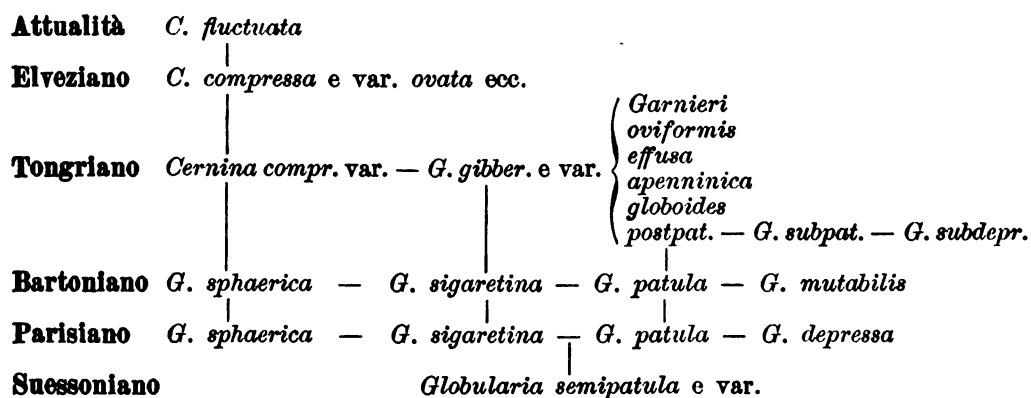 Attualità C. fluctuata
Elveziano C. compressa e var. ovata ecc.
Garnieri
oviformis
effusa
Tongriano Cernina compr. var. — G. gibber. e var.
apenninica
globoides
postpat. — G. subpat. — G. subdepr.
Bartoniano G. sphaerica — G. sigaretina — G. patula — G. mutabilis
Parisiano G. sphaerica — G. sigaretina — G. patula — G. depressa
Suessoniano Globularia semipatula e var.